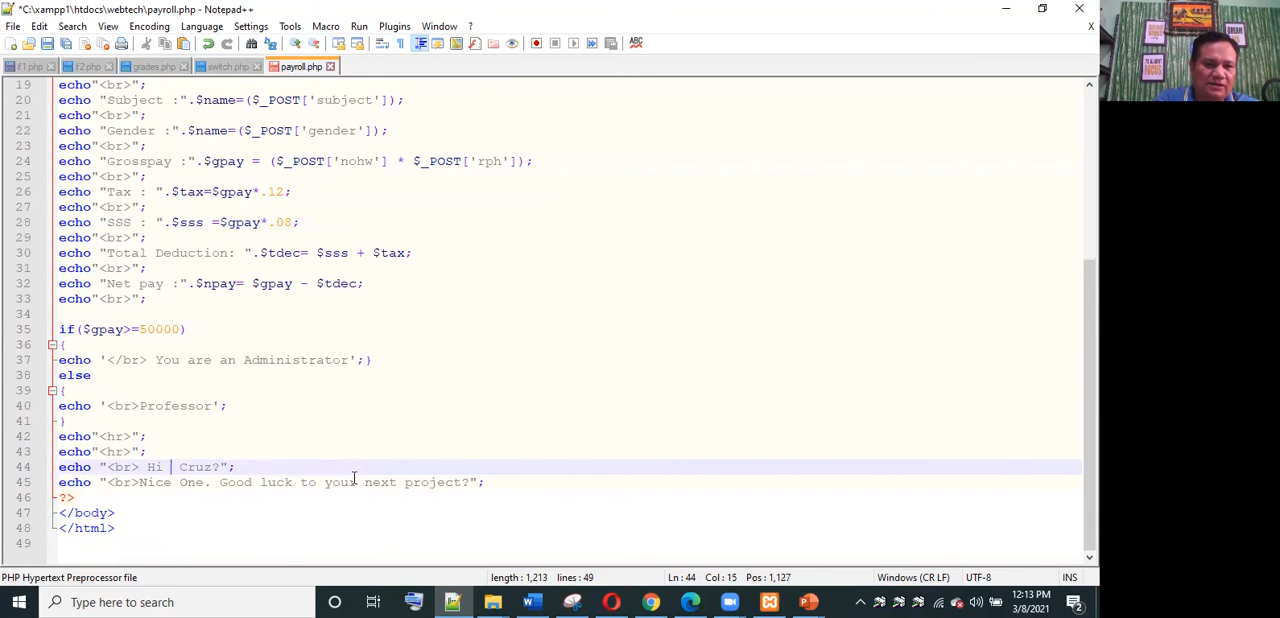 *C:\xampp1\htdocs\webtech\payroll.php - Notepad++
File Edit Search View Encoding Language Settings Tools Macro Run Plugins Window ? X
if1.php if2.php grades.php switch.php payroll.php
19 echo"<br>";
20 echo "Subject :".$name=($_POST['subject']);
21 echo"<br>";
22 echo "Gender :".$name=($_POST['gender']);
23 echo"<br>";
24 echo "Grosspay :".$gpay = ($_POST['nohw'] * $_POST['rph']);
25 echo"<br>";
26 echo "Tax : ".$tax=$gpay*.12;
27 echo"<br>";
28 echo "SSS : ".$sss =$gpay*.08;
29 echo"<br>";
30 echo "Total Deduction: ".$tdec= $sss + $tax;
31 echo"<br>";
32 echo "Net pay :".$npay= $gpay - $tdec;
33 echo"<br>";
34
35 if($gpay>=50000)
36 {
37 echo '</br> You are an Administrator';}
38 else
39 {
40 echo '<br>Professor';
41 }
42 echo"<hr>";
43 echo"<hr>";
44 echo "<br> Hi  Cruz?";
45 echo "<br>Nice One. Good luck to your next project?";
46 ?>
47 </body>
48 </html>
49
PHP Hypertext Preprocessor file length : 1,213 lines : 49 Ln : 44 Col : 15 Pos : 1,127 Windows (CR LF) UTF-8 INS
Type here to search
12:13 PM
3/8/2021
2